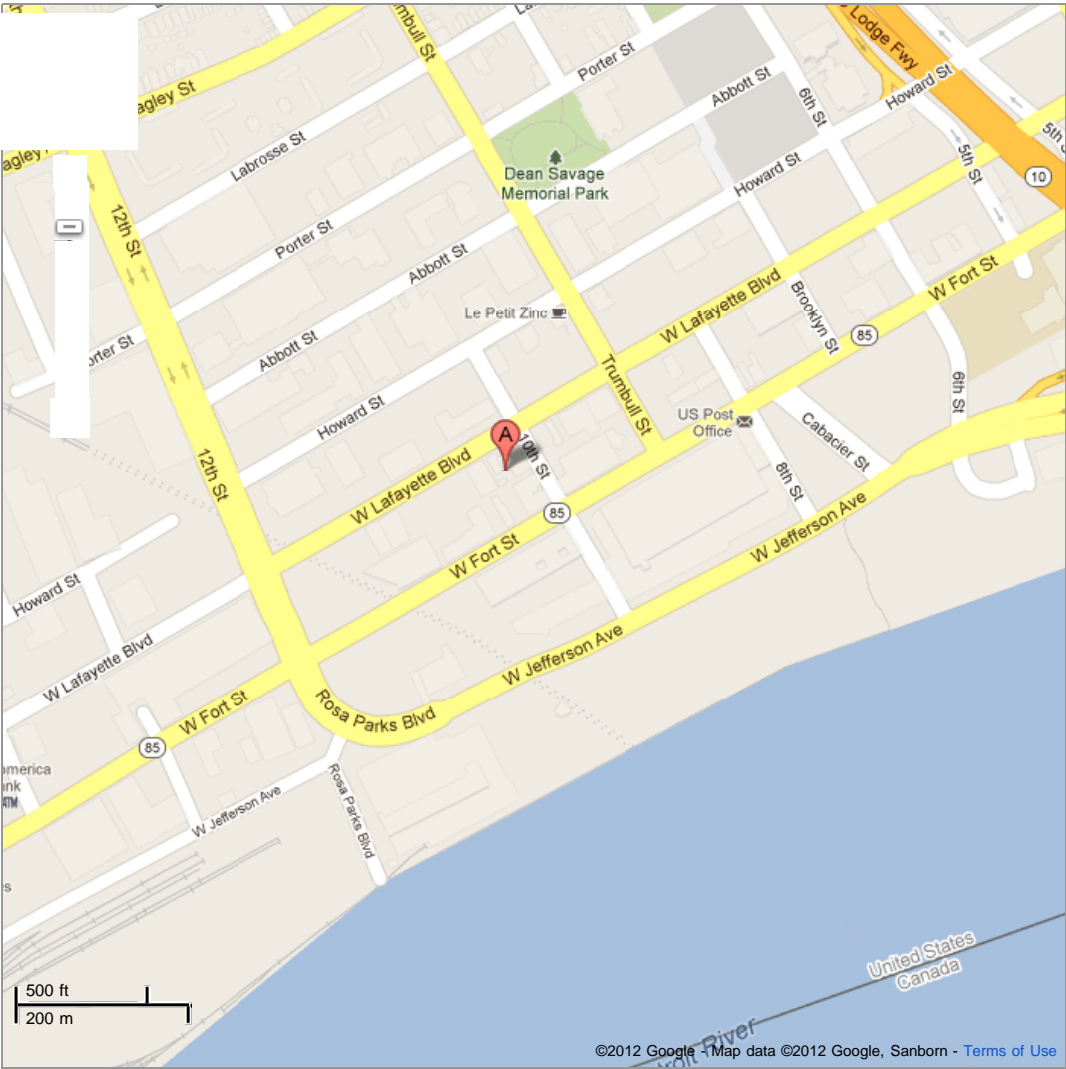 Lodge Fwy
Howard St
Porter St
Abbott St
6th St
5th St
10
agley St
Labrosse St
Dean Savage
Memorial Park
Howard St
12th St
Porter St
Abbott St
W Fort St
W Lafayette Blvd
Brooklyn St
Le Petit Zinc
85
Abbott St
Trumbull St
6th St
Howard St
US Post
Office
Cabacier St
A
10th St
W Lafayette Blvd
12th St
8th St
85
W Jefferson Ave
W Fort St
Howard St
W Lafayette Blvd
W Jefferson Ave
W Fort St
Rosa Parks Blvd
85
ATM
W Jefferson Ave
Rosa Parks Blvd
United States
Canada
500 ft
200 m
River
©2012 Google - Map data ©2012 Google, Sanborn - Terms of Use